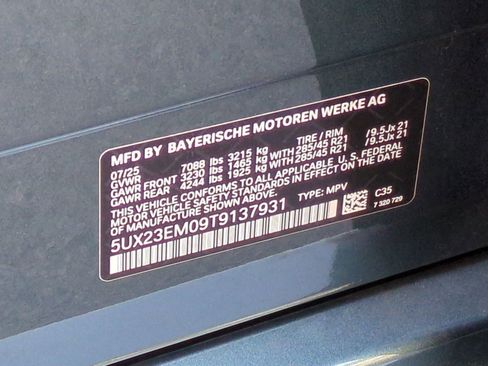 MFD BY BAYERISCHE MOTOREN WERKE AG
07/25 TIRE / RIM
GVWR 7088 lbs 3215 kg
GAWR FRONT 3230 lbs 1465 kg WITH 285/45 R21 /9.5Jx 21
GAWR REAR 4244 lbs 1925 kg WITH 285/45 R21 /9.5Jx 21
THIS VEHICLE CONFORMS TO ALL APPLICABLE U.S. FEDERAL
MOTOR VEHICLE SAFETY STANDARDS IN EFFECT ON THE DATE
OF MANUFACTURE SHOWN ABOVE.
5UX23EM09T9137931 TYPE: MPV C35
7 320 729